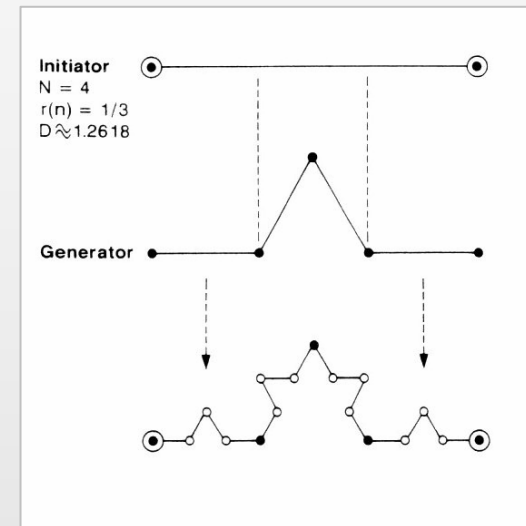 Initiator
N = 4
r(n) = 1/3
D≈1.2618
Generator